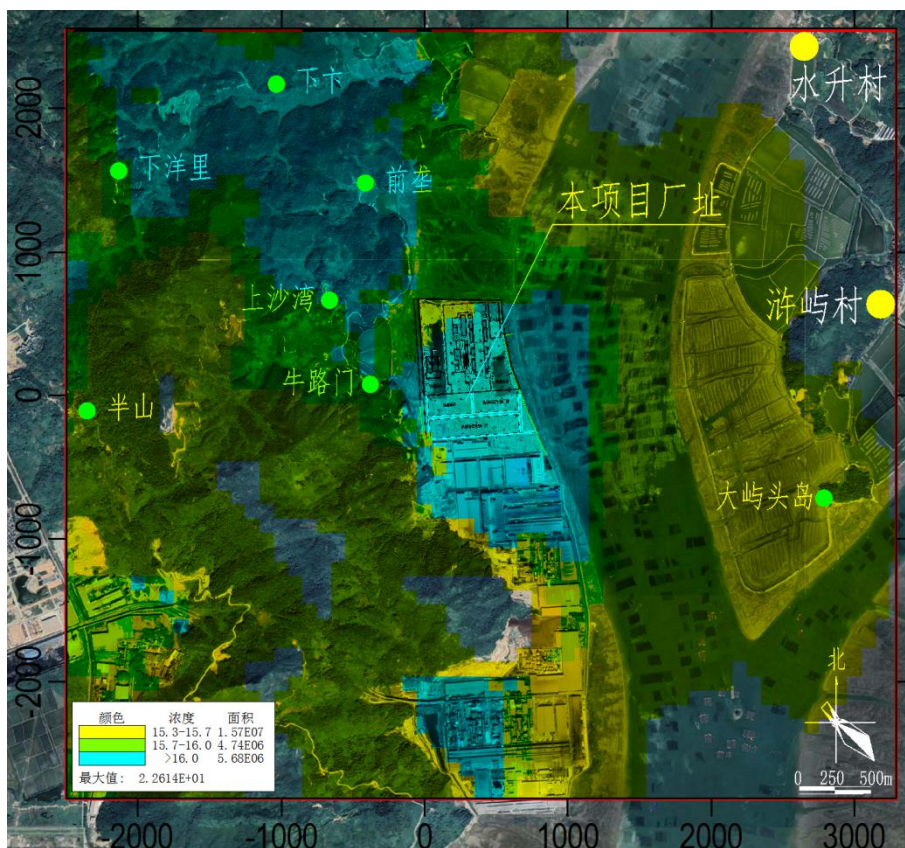 水升村
下卞
下洋里
前垄
本项目厂址
上沙湾
浒屿村
牛路门
半山
大屿头岛
北
颜色 浓度 面积
15.3-15.7 1.57E07
15.7-16.0 4.74E06
>16.0 5.68E06
最大值: 2.2614E+01
0 250 500m
2000
1000
0
-1000
-2000
-2000 -1000 0 1000 2000 3000